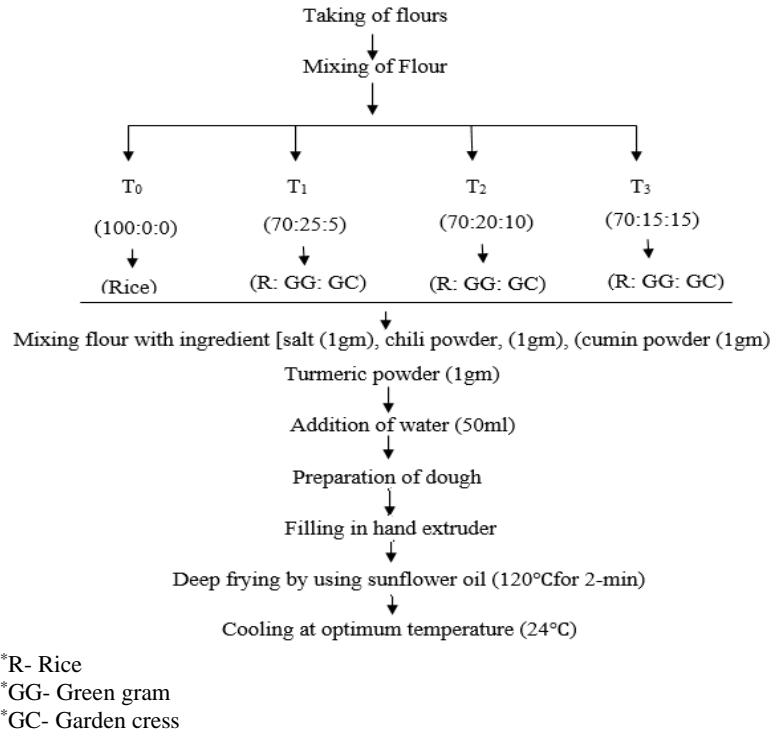 Taking of flours
Mixing of Flour
T₀ T₁ T₂ T₃
(100:0:0) (70:25:5) (70:20:10) (70:15:15)
(Rice) (R: GG: GC) (R: GG: GC) (R: GG: GC)
Mixing flour with ingredient [salt (1gm), chili powder, (1gm), (cumin powder (1gm)
Turmeric powder (1gm)
Addition of water (50ml)
Preparation of dough
Filling in hand extruder
Deep frying by using sunflower oil (120°Cfor 2-min)
Cooling at optimum temperature (24°C)
*R- Rice
*GG- Green gram
*GC- Garden cress